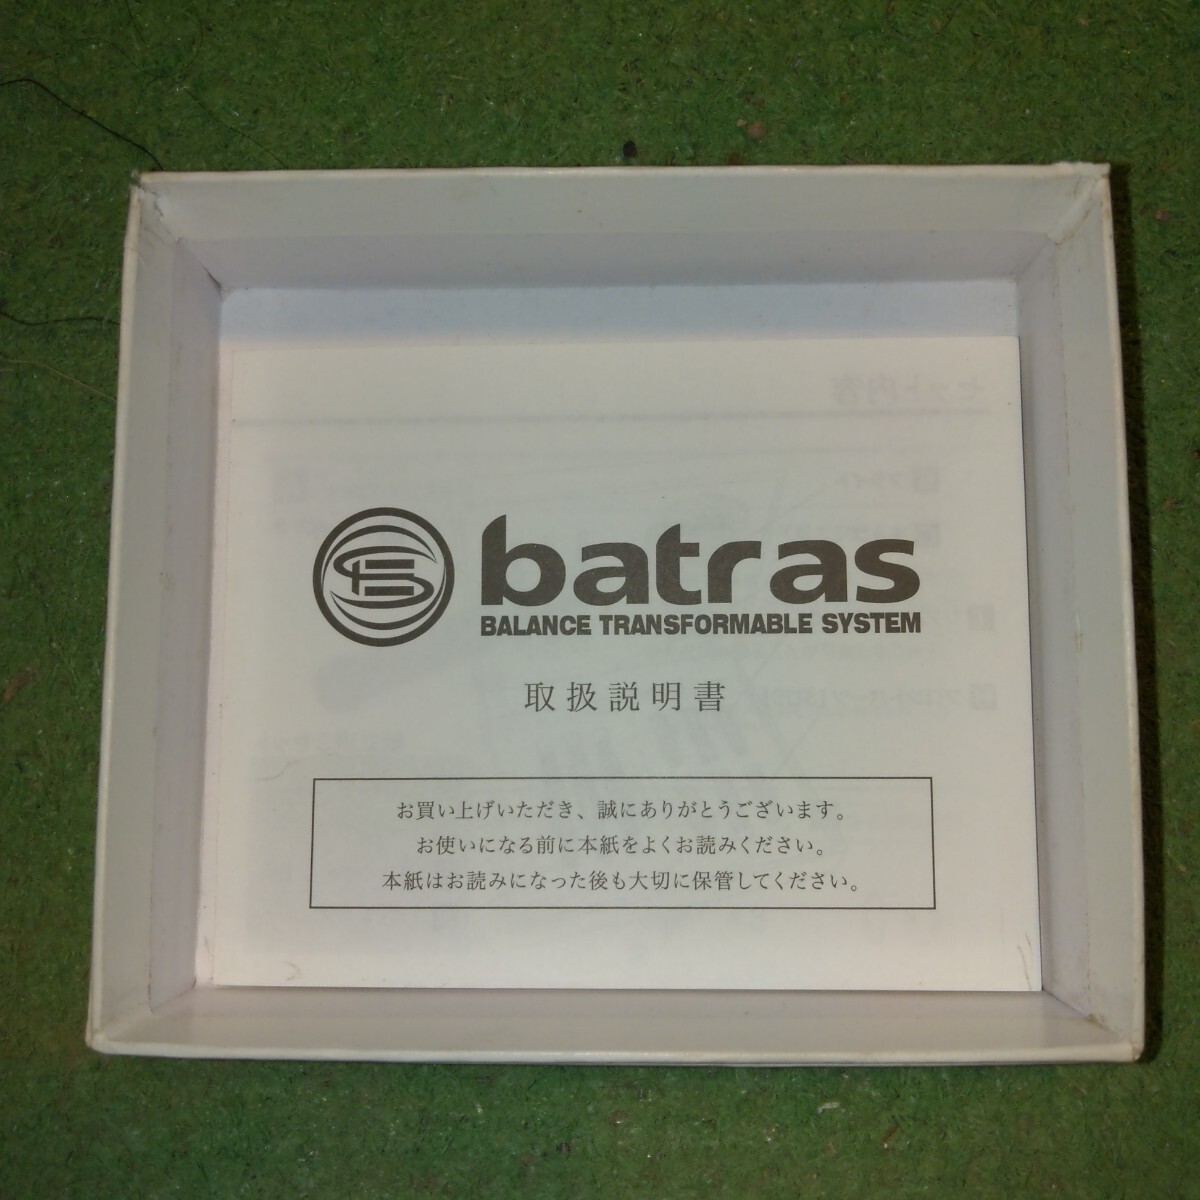 batras
BALANCE TRANSFORMABLE SYSTEM
取扱説明書
お買い上げいただき、誠にありがとうございます。
お使いになる前に本紙をよくお読みください。
本紙はお読みになった後も大切に保管してください。